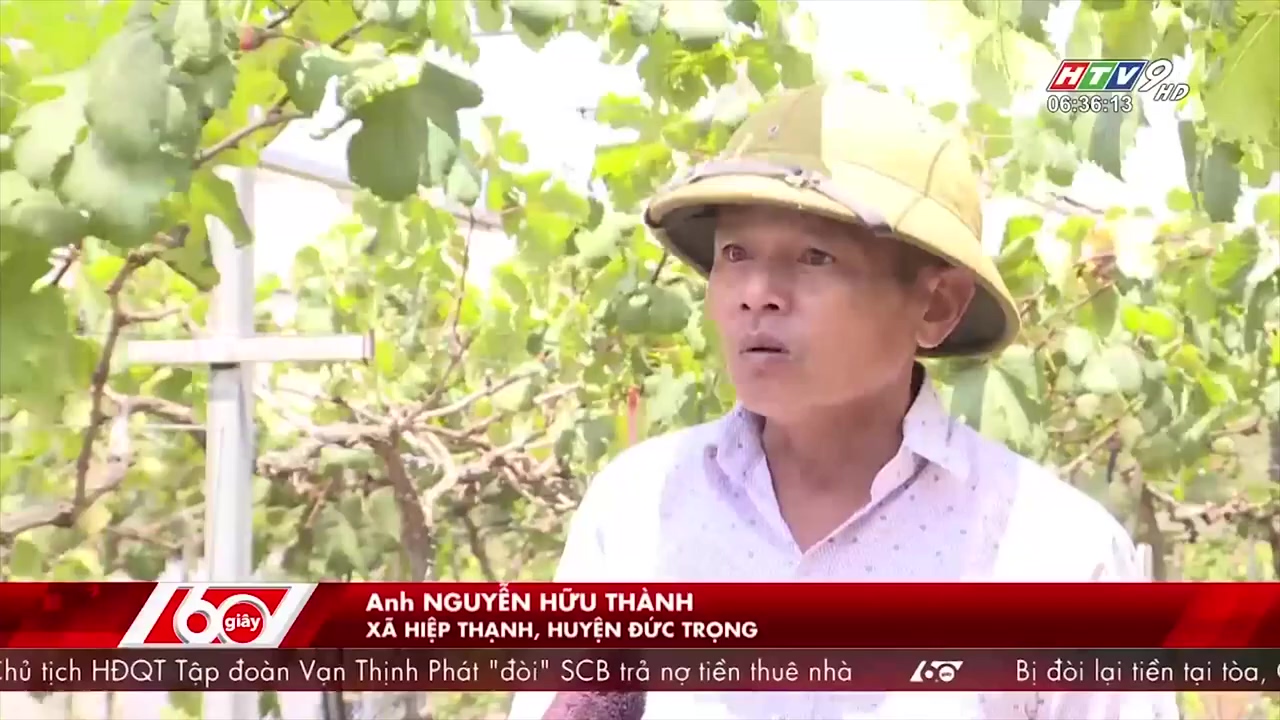 HTV9 HD
06:36:13
60 giây
Anh NGUYỄN HỮU THÀNH
XÃ HIỆP THẠNH, HUYỆN ĐỨC TRỌNG
Chủ tịch HĐQT Tập đoàn Vạn Thịnh Phát "đòi" SCB trả nợ tiền thuê nhà 60 Bị đòi lại tiền tại tòa,